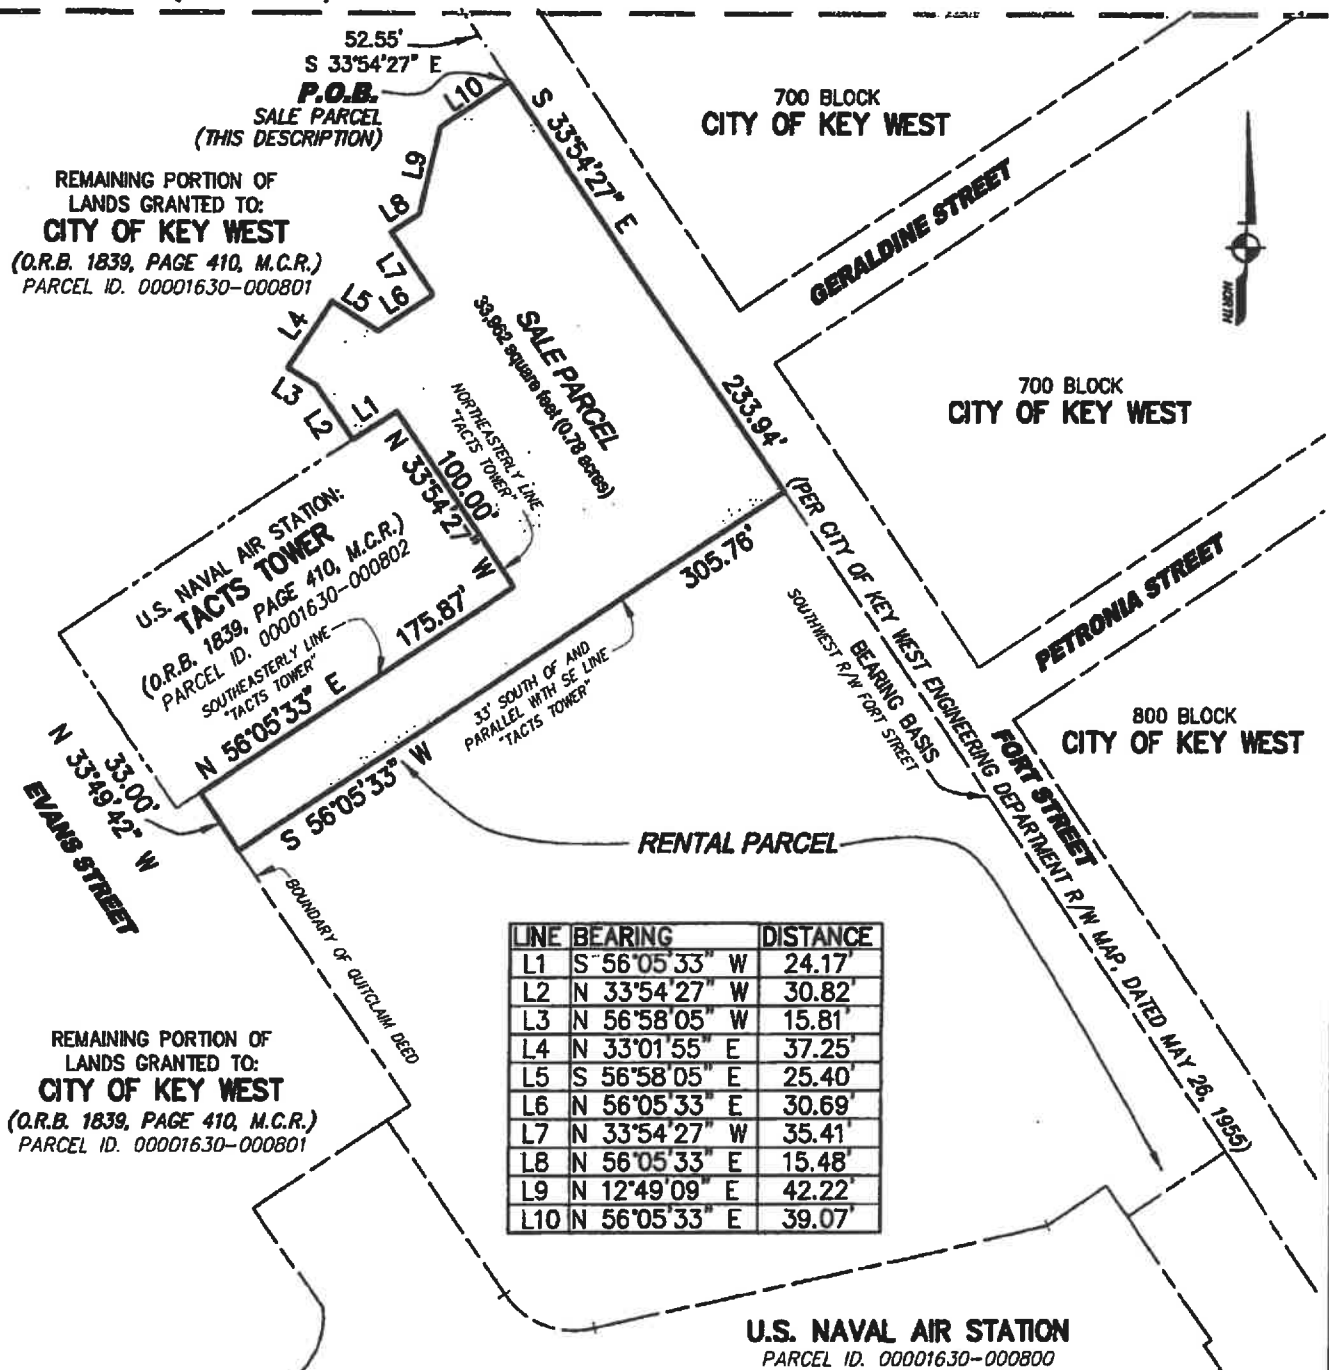 52.55'
S 33°54'27" E
P.O.B.
SALE PARCEL
(THIS DESCRIPTION)
REMAINING PORTION OF
LANDS GRANTED TO:
CITY OF KEY WEST
(O.R.B. 1839, PAGE 410, M.C.R.)
PARCEL ID. 00001630-000801
L10
L9
L8
L7
L6
L5
L4
L3
L2
L1
S 33°54'27" E
233.94'
700 BLOCK
CITY OF KEY WEST
GERALDINE STREET
NORTH
700 BLOCK
CITY OF KEY WEST
SALE PARCEL
33,962 square feet (0.78 acres)
NORTHEASTERLY LINE
"TACTS TOWER"
100.00'
N 33°54'27" W
U.S. NAVAL AIR STATION:
TACTS TOWER
(O.R.B. 1839, PAGE 410, M.C.R.)
PARCEL ID. 00001630-000802
SOUTHEASTERLY LINE
"TACTS TOWER"
N 56°05'33" E
175.87'
305.76'
S 56°05'33" W
33' SOUTH OF AND
PARALLEL WITH SE LINE
"TACTS TOWER"
33.00'
N 33°49'42" W
EVANS STREET
(PER CITY OF KEY WEST ENGINEERING DEPARTMENT R/W MAP, DATED MAY 26, 1955)
BEARING BASIS
SOUTHWEST R/W FORT STREET
FORT STREET
PETRONIA STREET
800 BLOCK
CITY OF KEY WEST
RENTAL PARCEL
BOUNDARY OF QUITCLAIM DEED
LINE BEARING DISTANCE
L1 S 56°05'33" W 24.17'
L2 N 33°54'27" W 30.82'
L3 N 56°58'05" W 15.81'
L4 N 33°01'55" E 37.25'
L5 S 56°58'05" E 25.40'
L6 N 56°05'33" E 30.69'
L7 N 33°54'27" W 35.41'
L8 N 56°05'33" E 15.48'
L9 N 12°49'09" E 42.22'
L10 N 56°05'33" E 39.07'
REMAINING PORTION OF
LANDS GRANTED TO:
CITY OF KEY WEST
(O.R.B. 1839, PAGE 410, M.C.R.)
PARCEL ID. 00001630-000801
U.S. NAVAL AIR STATION
PARCEL ID. 00001630-000800